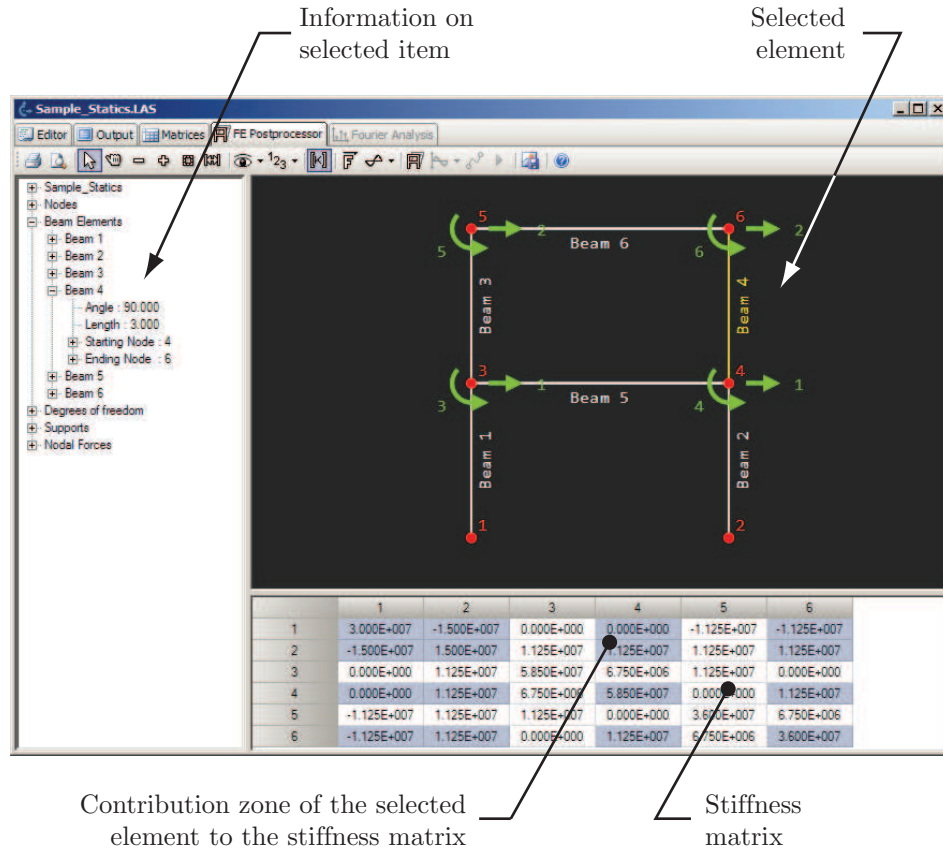 Information on
selected item
Selected
element
Sample_Statics.LAS
Editor Output Matrices FE Postprocessor Fourier Analysis
Sample_Statics
Nodes
Beam Elements
Beam 1
Beam 2
Beam 3
Beam 4
Angle : 90.000
Length : 3.000
Starting Node : 4
Ending Node : 6
Beam 5
Beam 6
Degrees of freedom
Supports
Nodal Forces
5 6
2 2
Beam 6
5 6
Beam 3 Beam 4
3 4
1 1
Beam 5
3 4
Beam 1 Beam 2
1 2
1 2 3 4 5 6
1 3.000E+007 -1.500E+007 0.000E+000 0.000E+000 -1.125E+007 -1.125E+007
2 -1.500E+007 1.500E+007 1.125E+007 1.125E+007 1.125E+007 1.125E+007
3 0.000E+000 1.125E+007 5.850E+007 6.750E+006 1.125E+007 0.000E+000
4 0.000E+000 1.125E+007 6.750E+006 5.850E+007 0.000E+000 1.125E+007
5 -1.125E+007 1.125E+007 1.125E+007 0.000E+000 3.600E+007 6.750E+006
6 -1.125E+007 1.125E+007 0.000E+000 1.125E+007 6.750E+006 3.600E+007
Contribution zone of the selected
element to the stiffness matrix
Stiffness
matrix